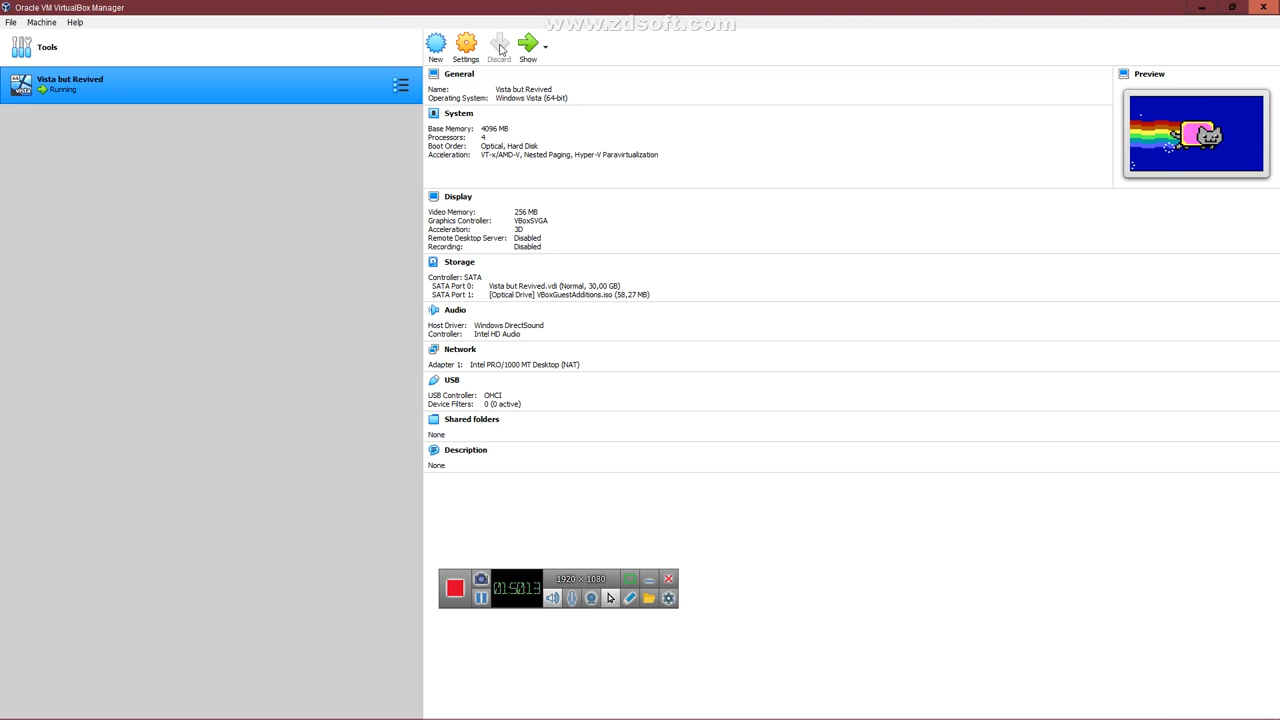 Oracle VM VirtualBox Manager
www.zdsoft.com
File Machine Help
Tools
New Settings Discard Show
Vista but Revived
Running
General
Name: Vista but Revived
Operating System: Windows Vista (64-bit)
System
Base Memory: 4096 MB
Processors: 4
Boot Order: Optical, Hard Disk
Acceleration: VT-x/AMD-V, Nested Paging, Hyper-V Paravirtualization
Preview
Display
Video Memory: 256 MB
Graphics Controller: VBoxSVGA
Acceleration: 3D
Remote Desktop Server: Disabled
Recording: Disabled
Storage
Controller: SATA
SATA Port 0: Vista but Revived.vdi (Normal, 30,00 GB)
SATA Port 1: [Optical Drive] VBoxGuestAdditions.iso (58,27 MB)
Audio
Host Driver: Windows DirectSound
Controller: Intel HD Audio
Network
Adapter 1: Intel PRO/1000 MT Desktop (NAT)
USB
USB Controller: OHCI
Device Filters: 0 (0 active)
Shared folders
None
Description
None
01:50:13
1920 × 1080